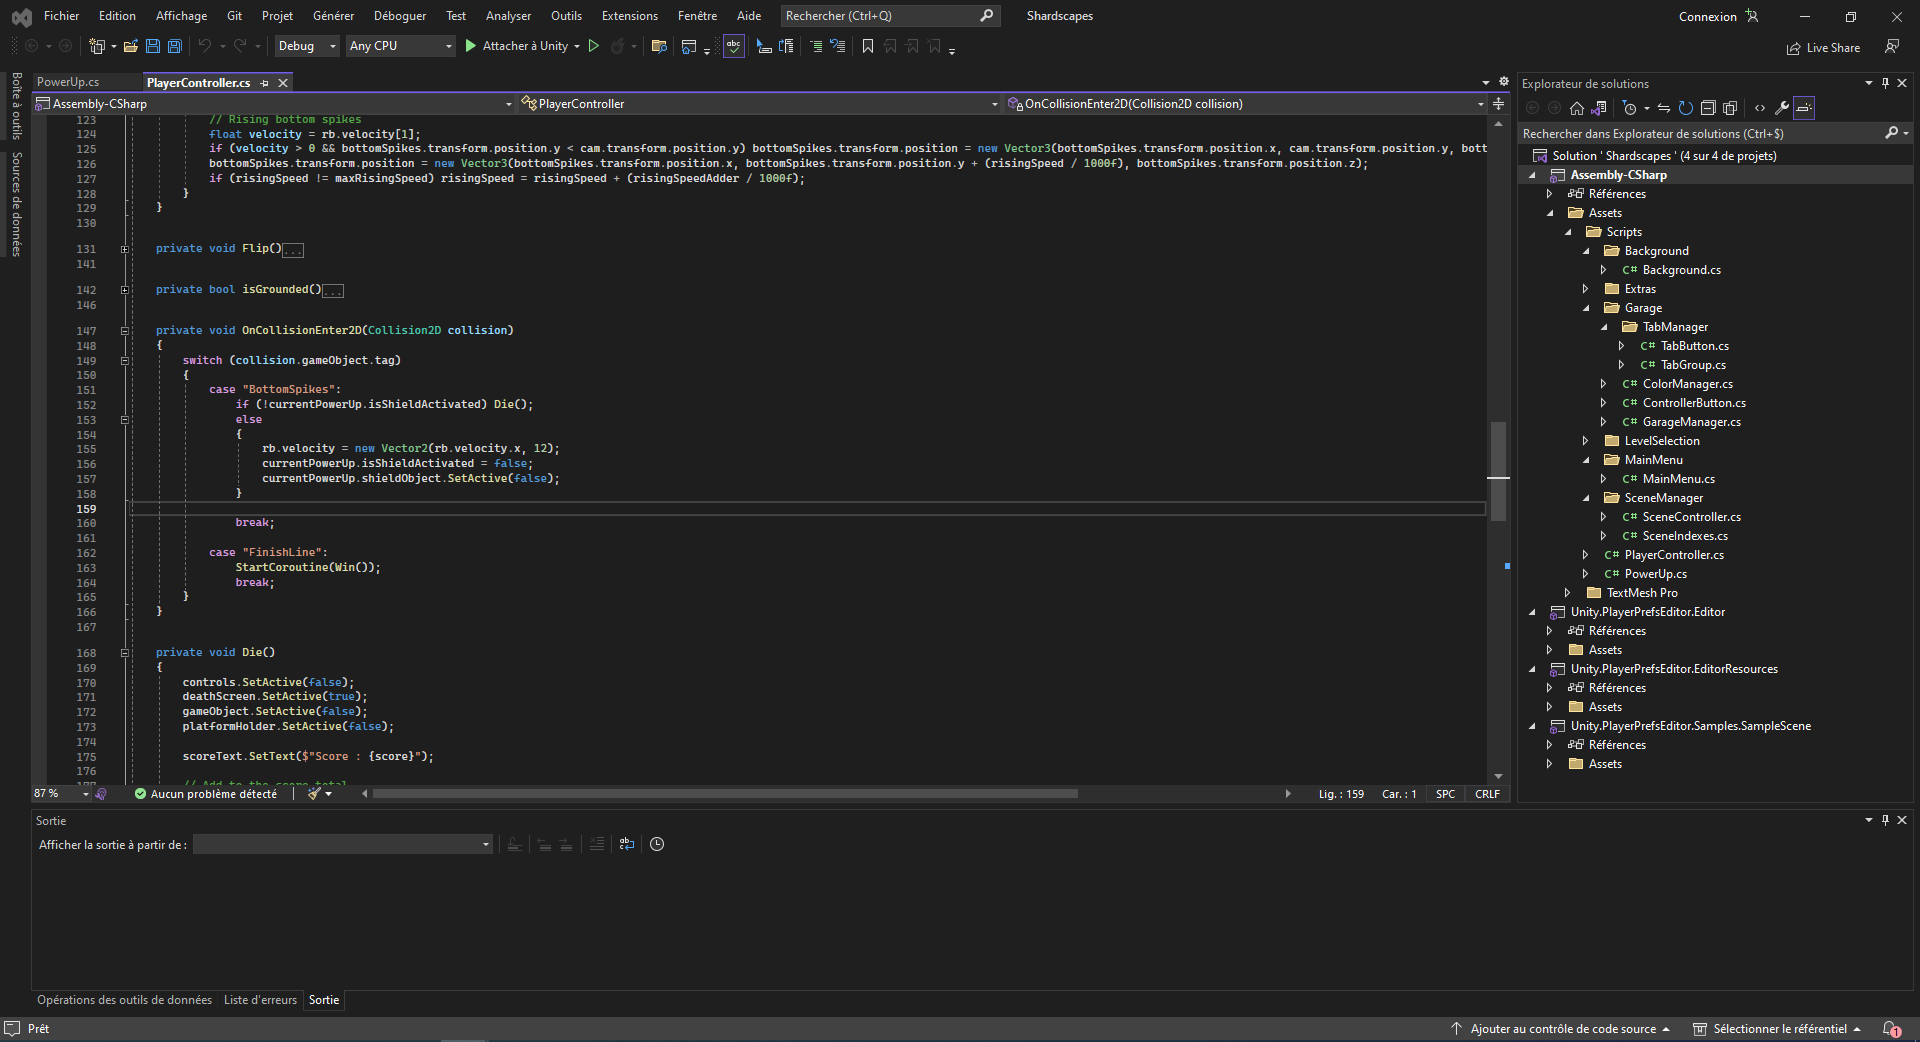 Fichier Edition Affichage Git Projet Générer Déboguer Test Analyser Outils Extensions Fenêtre Aide Rechercher (Ctrl+Q) Shardscapes Connexion
Debug Any CPU Attacher à Unity Live Share
Boîte à outils
Sources de données
PowerUp.cs PlayerController.cs
Assembly-CSharp PlayerController OnCollisionEnter2D(Collision2D collision)
123 // Rising bottom spikes
124 float velocity = rb.velocity[1];
125 if (velocity > 0 && bottomSpikes.transform.position.y < cam.transform.position.y) bottomSpikes.transform.position = new Vector3(bottomSpikes.transform.position.x, cam.transform.position.y, bott
126 bottomSpikes.transform.position = new Vector3(bottomSpikes.transform.position.x, bottomSpikes.transform.position.y + (risingSpeed / 1000f), bottomSpikes.transform.position.z);
127 if (risingSpeed != maxRisingSpeed) risingSpeed = risingSpeed + (risingSpeedAdder / 1000f);
128 }
129 }
130
131 private void Flip()...
141
142 private bool isGrounded()...
146
147 private void OnCollisionEnter2D(Collision2D collision)
148 {
149 switch (collision.gameObject.tag)
150 {
151 case "BottomSpikes":
152 if (!currentPowerUp.isShieldActivated) Die();
153 else
154 {
155 rb.velocity = new Vector2(rb.velocity.x, 12);
156 currentPowerUp.isShieldActivated = false;
157 currentPowerUp.shieldObject.SetActive(false);
158 }
159
160 break;
161
162 case "FinishLine":
163 StartCoroutine(Win());
164 break;
165 }
166 }
167
168 private void Die()
169 {
170 controls.SetActive(false);
171 deathScreen.SetActive(true);
172 gameObject.SetActive(false);
173 platformHolder.SetActive(false);
174
175 scoreText.SetText($"Score : {score}");
176
177 // Add to the score total
87 % Aucun problème détecté Lig. : 159 Car. : 1 SPC CRLF
Explorateur de solutions
Rechercher dans Explorateur de solutions (Ctrl+$)
Solution ' Shardscapes ' (4 sur 4 de projets)
Assembly-CSharp
Références
Assets
Scripts
Background
C# Background.cs
Extras
Garage
TabManager
C# TabButton.cs
C# TabGroup.cs
C# ColorManager.cs
C# ControllerButton.cs
C# GarageManager.cs
LevelSelection
MainMenu
C# MainMenu.cs
SceneManager
C# SceneController.cs
C# SceneIndexes.cs
C# PlayerController.cs
C# PowerUp.cs
TextMesh Pro
Unity.PlayerPrefsEditor.Editor
Références
Assets
Unity.PlayerPrefsEditor.EditorResources
Références
Assets
Unity.PlayerPrefsEditor.Samples.SampleScene
Références
Assets
Sortie
Afficher la sortie à partir de :
Opérations des outils de données Liste d'erreurs Sortie
Prêt Ajouter au contrôle de code source Sélectionner le référentiel 1